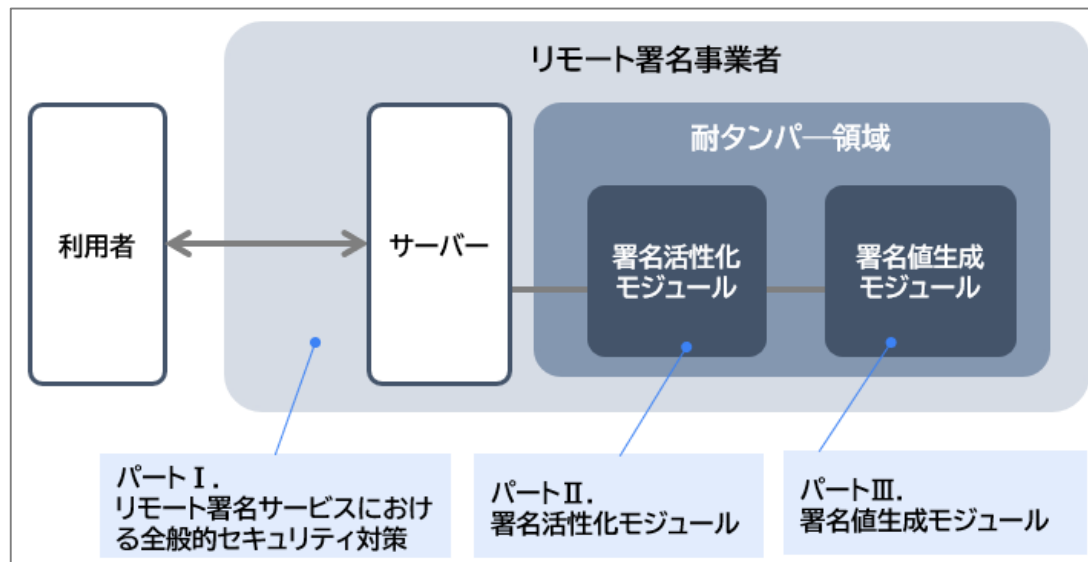 リモート署名事業者
耐タンパ―領域
利用者
サーバー
署名活性化
モジュール
署名値生成
モジュール
パートⅠ.
リモート署名サービスにおけ
る全般的セキュリティ対策
パートⅡ.
署名活性化モジュール
パートⅢ.
署名値生成モジュール